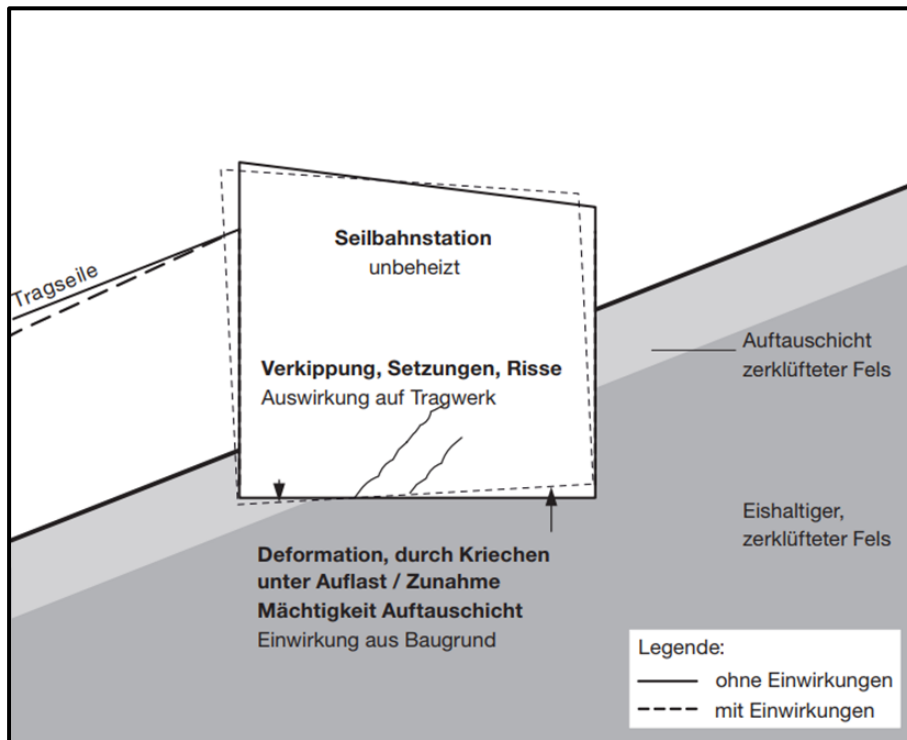 Seilbahnstation
unbeheizt
Tragseile
Verkippung, Setzungen, Risse
Auswirkung auf Tragwerk
Auftauschicht
zerklüfteter Fels
Eishaltiger,
zerklüfteter Fels
Deformation, durch Kriechen
unter Auflast / Zunahme
Mächtigkeit Auftauschicht
Einwirkung aus Baugrund
Legende:
ohne Einwirkungen
mit Einwirkungen